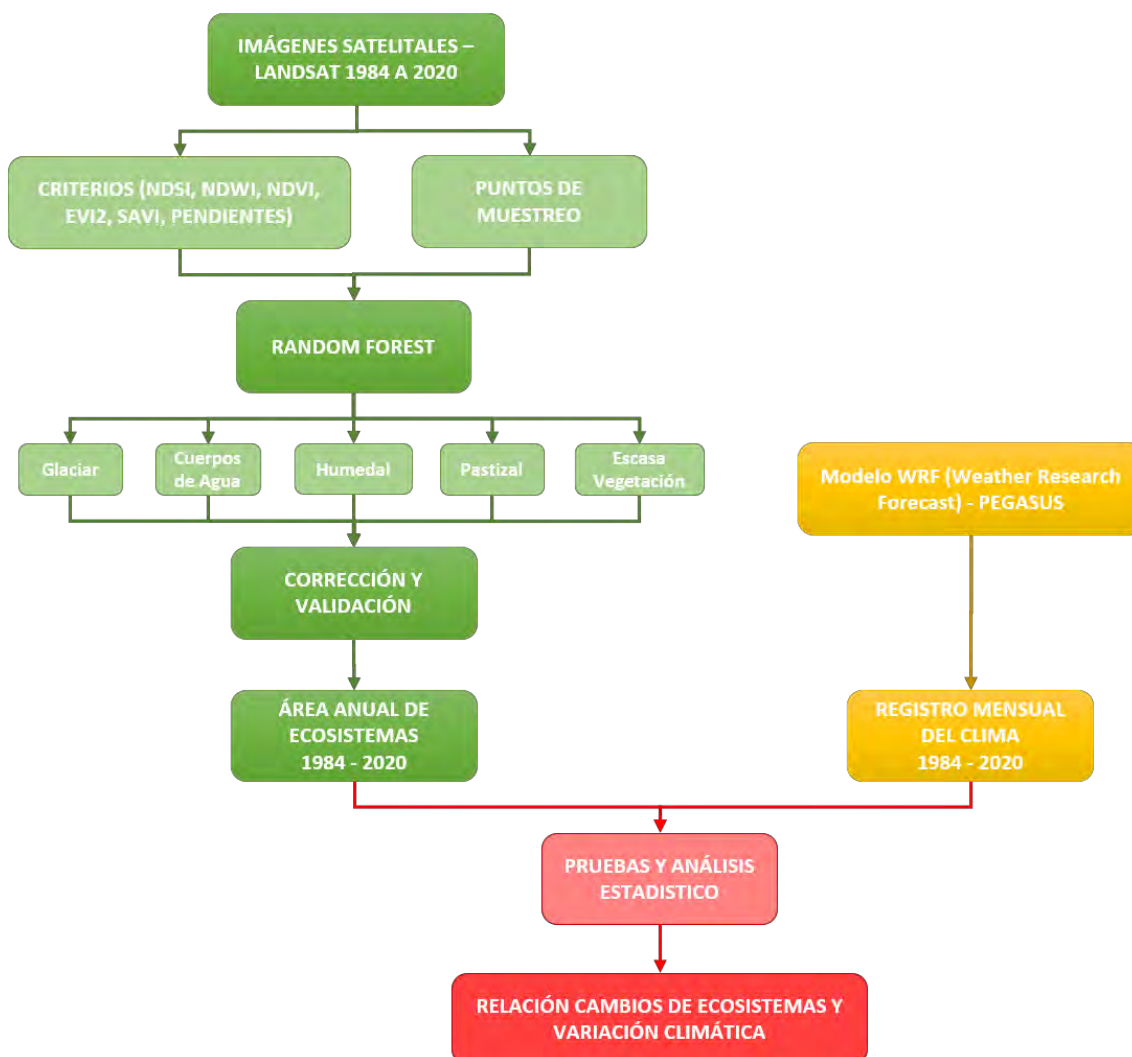 IMÁGENES SATELITALES –
LANDSAT 1984 A 2020
CRITERIOS (NDSI, NDWI, NDVI,
EVI2, SAVI, PENDIENTES)
PUNTOS DE
MUESTREO
RANDOM FOREST
Glaciar
Cuerpos
de Agua
Humedal
Pastizal
Escasa
Vegetación
Modelo WRF (Weather Research
Forecast) - PEGASUS
CORRECCIÓN Y
VALIDACIÓN
ÁREA ANUAL DE
ECOSISTEMAS
1984 - 2020
REGISTRO MENSUAL
DEL CLIMA
1984 - 2020
PRUEBAS Y ANÁLISIS
ESTADISTICO
RELACIÓN CAMBIOS DE ECOSISTEMAS Y
VARIACIÓN CLIMÁTICA